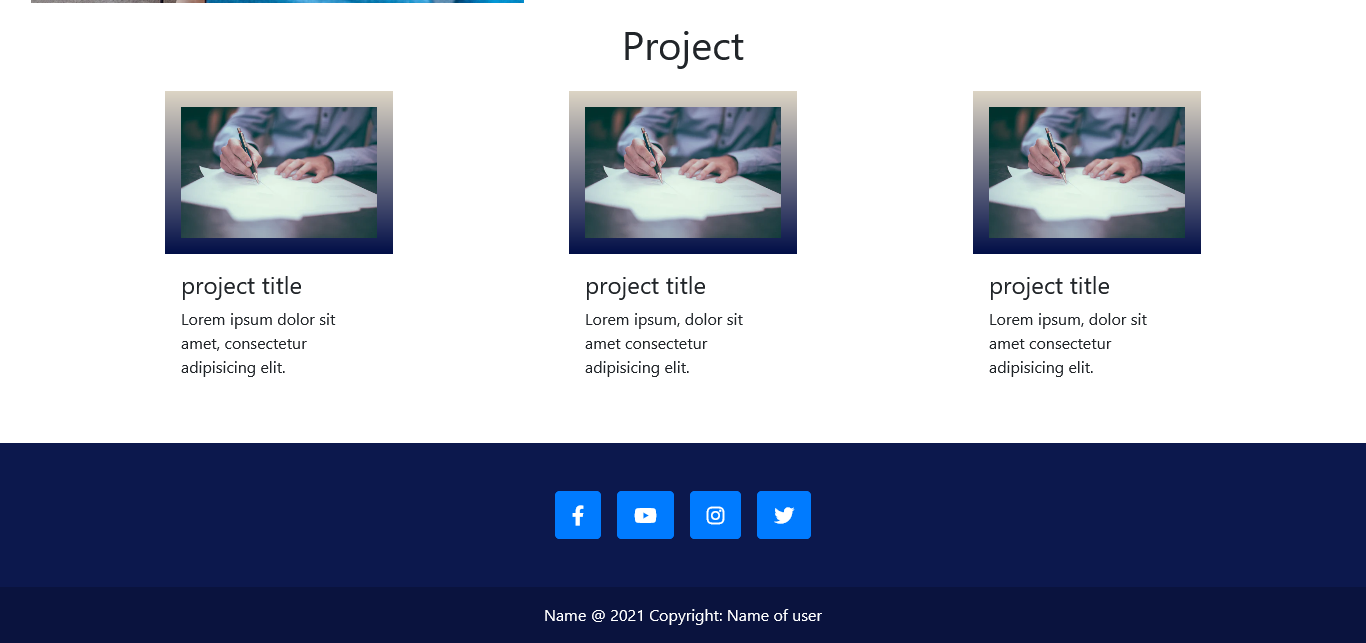 Project
project title
Lorem ipsum dolor sit
amet, consectetur
adipisicing elit.
project title
Lorem ipsum, dolor sit
amet consectetur
adipisicing elit.
project title
Lorem ipsum, dolor sit
amet consectetur
adipisicing elit.
Name @ 2021 Copyright: Name of user